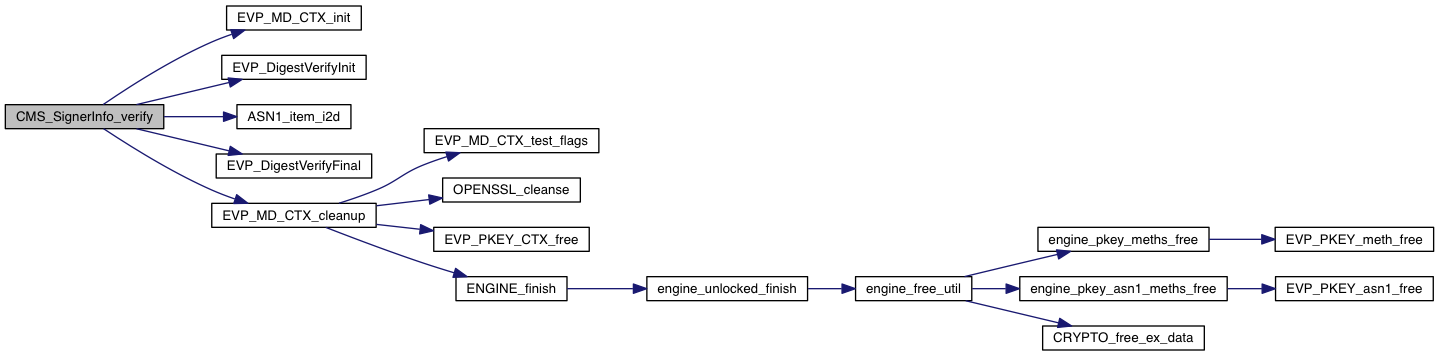 EVP_MD_CTX_init
EVP_DigestVerifyInit
CMS_SignerInfo_verify
ASN1_item_i2d
EVP_DigestVerifyFinal
EVP_MD_CTX_cleanup
EVP_MD_CTX_test_flags
OPENSSL_cleanse
EVP_PKEY_CTX_free
ENGINE_finish
engine_unlocked_finish
engine_free_util
engine_pkey_meths_free
EVP_PKEY_meth_free
engine_pkey_asn1_meths_free
EVP_PKEY_asn1_free
CRYPTO_free_ex_data